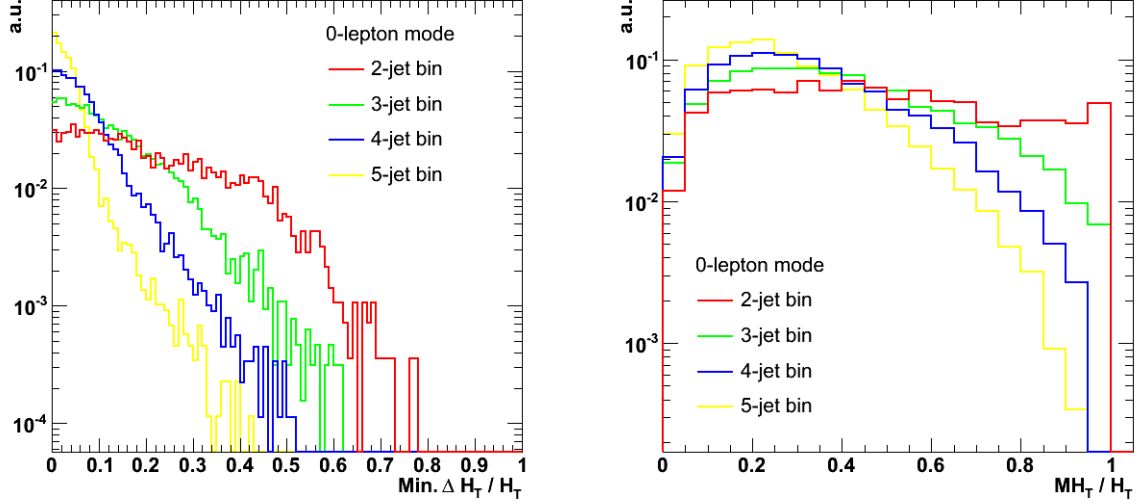 a.u.
0-lepton mode
2-jet bin
3-jet bin
4-jet bin
5-jet bin
10⁻¹
10⁻²
10⁻³
10⁻⁴
0 0.1 0.2 0.3 0.4 0.5 0.6 0.7 0.8 0.9 1
Min. Δ H_T / H_T
a.u.
10⁻¹
10⁻²
10⁻³
0-lepton mode
2-jet bin
3-jet bin
4-jet bin
5-jet bin
0 0.2 0.4 0.6 0.8 1
MH_T / H_T